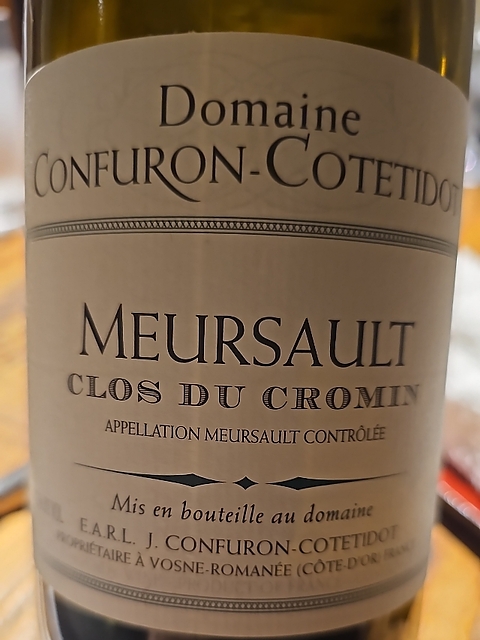 Domaine
CONFURON-COTETIDOT
MEURSAULT
CLOS DU CROMIN
APPELLATION MEURSAULT CONTRÔLÉE
Mis en bouteille au domaine
E.A.R.L. J. CONFURON-COTETIDOT
PROPRIÉTAIRE À VOSNE-ROMANÉE (CÔTE-D'OR) FRANCE